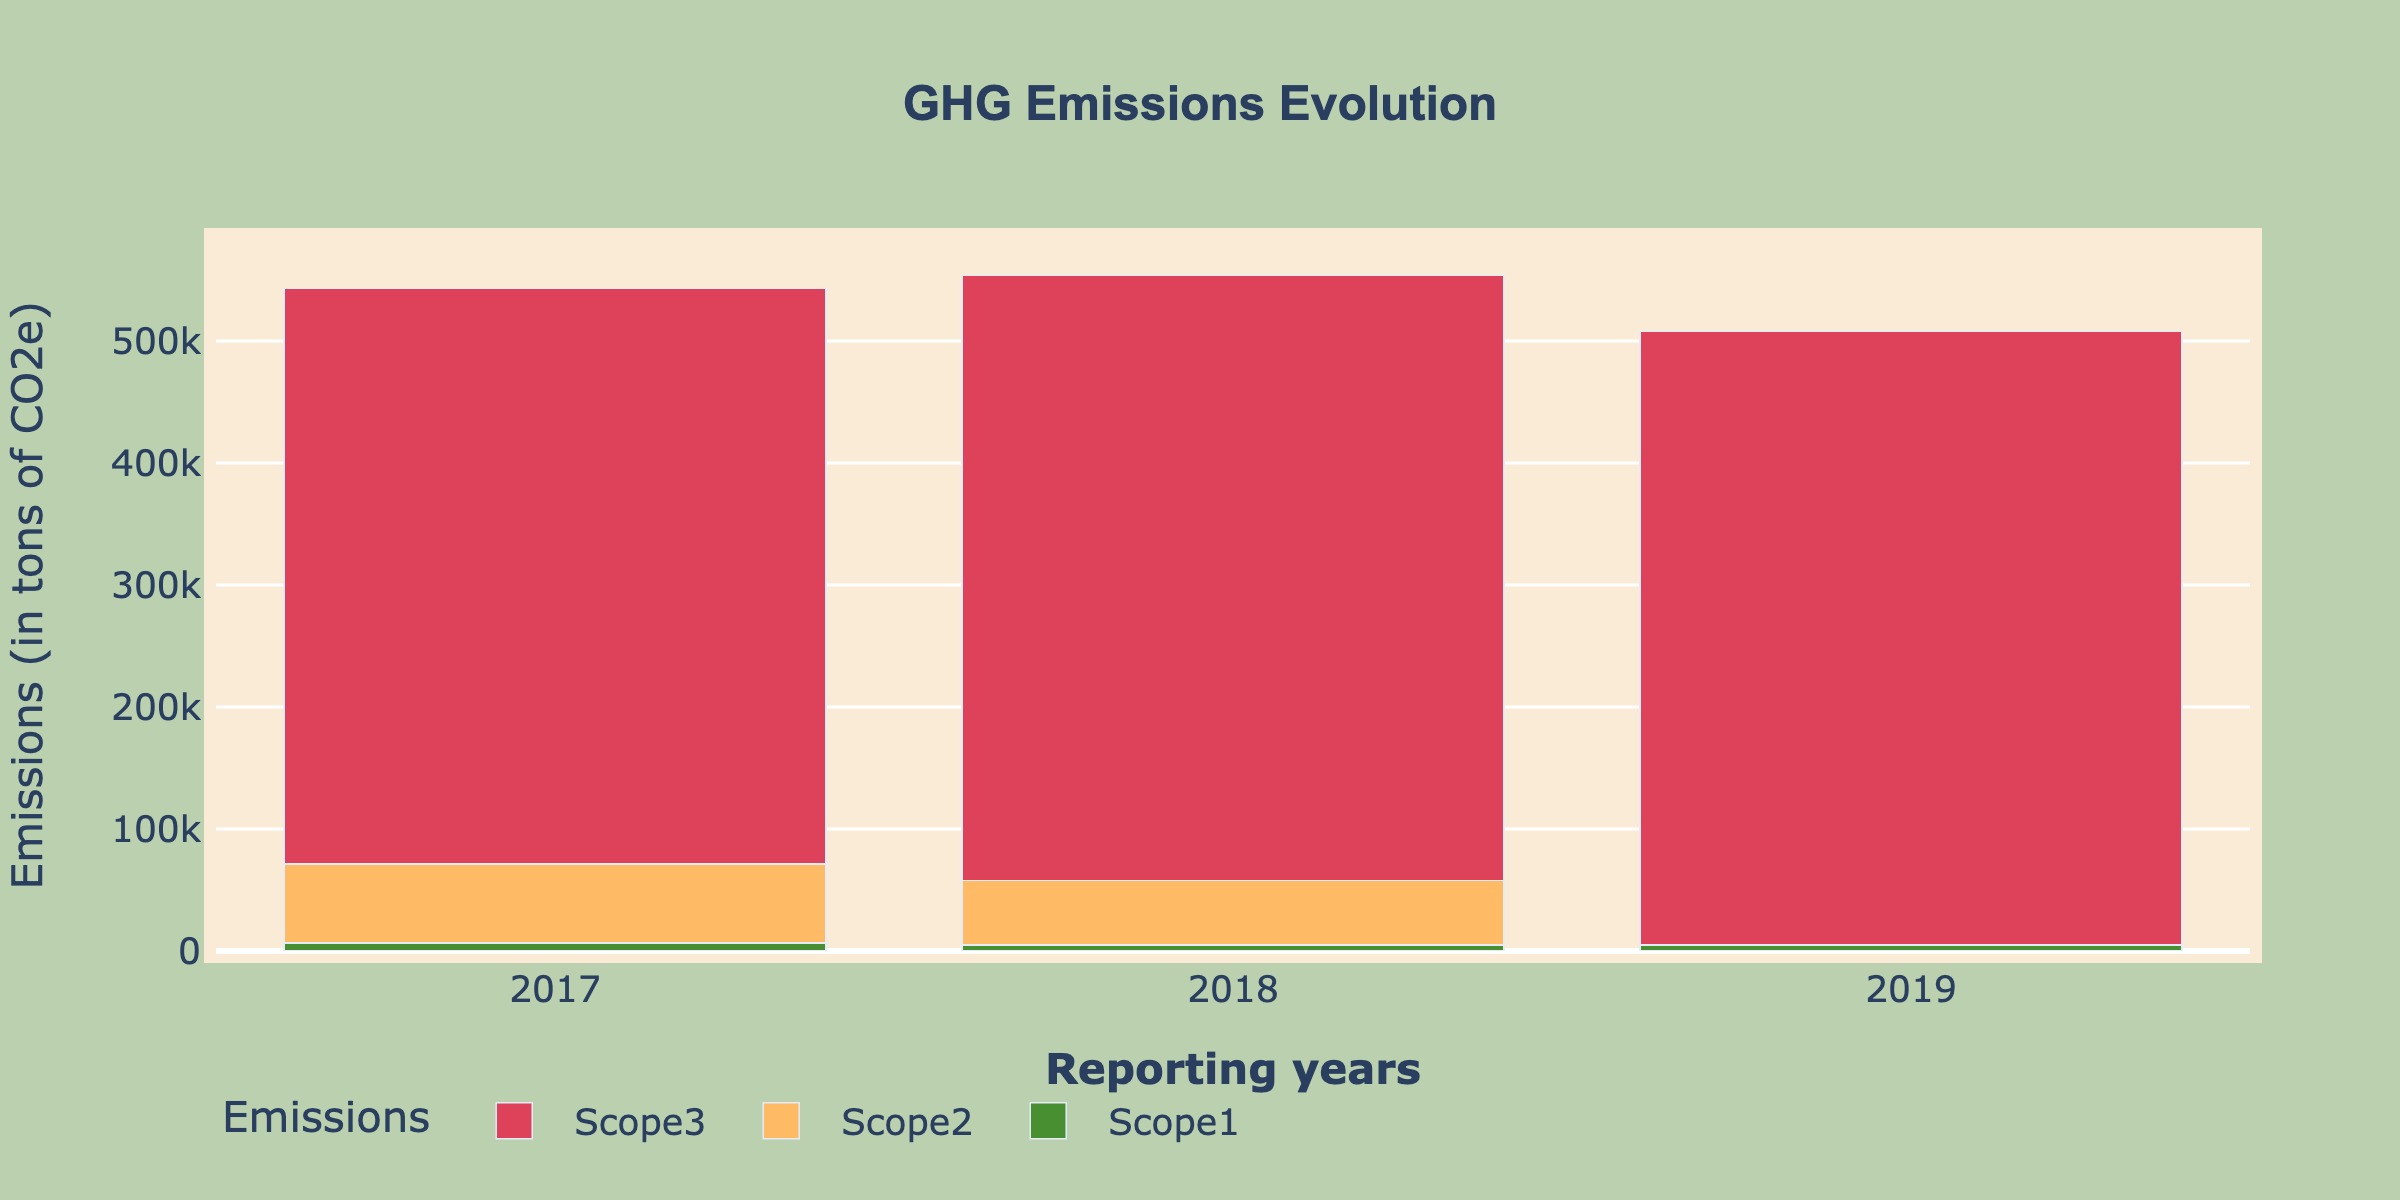 GHG Emissions Evolution
Emissions (in tons of CO2e)
500k
400k
300k
200k
100k
0
2017 2018 2019
Reporting years
Emissions Scope3 Scope2 Scope1